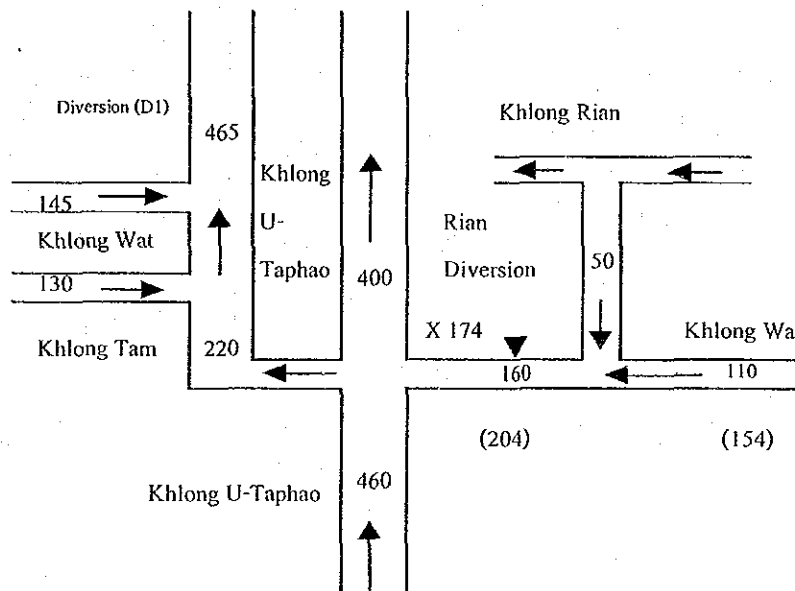 Diversion (D1)
465
Khlong Rian
Khlong
U-
Taphao
145
Khlong Wat
130
Khlong Tam
220
400
Rian
Diversion
50
X 174
Khlong Wa
160
110
(204)
(154)
Khlong U-Taphao
460